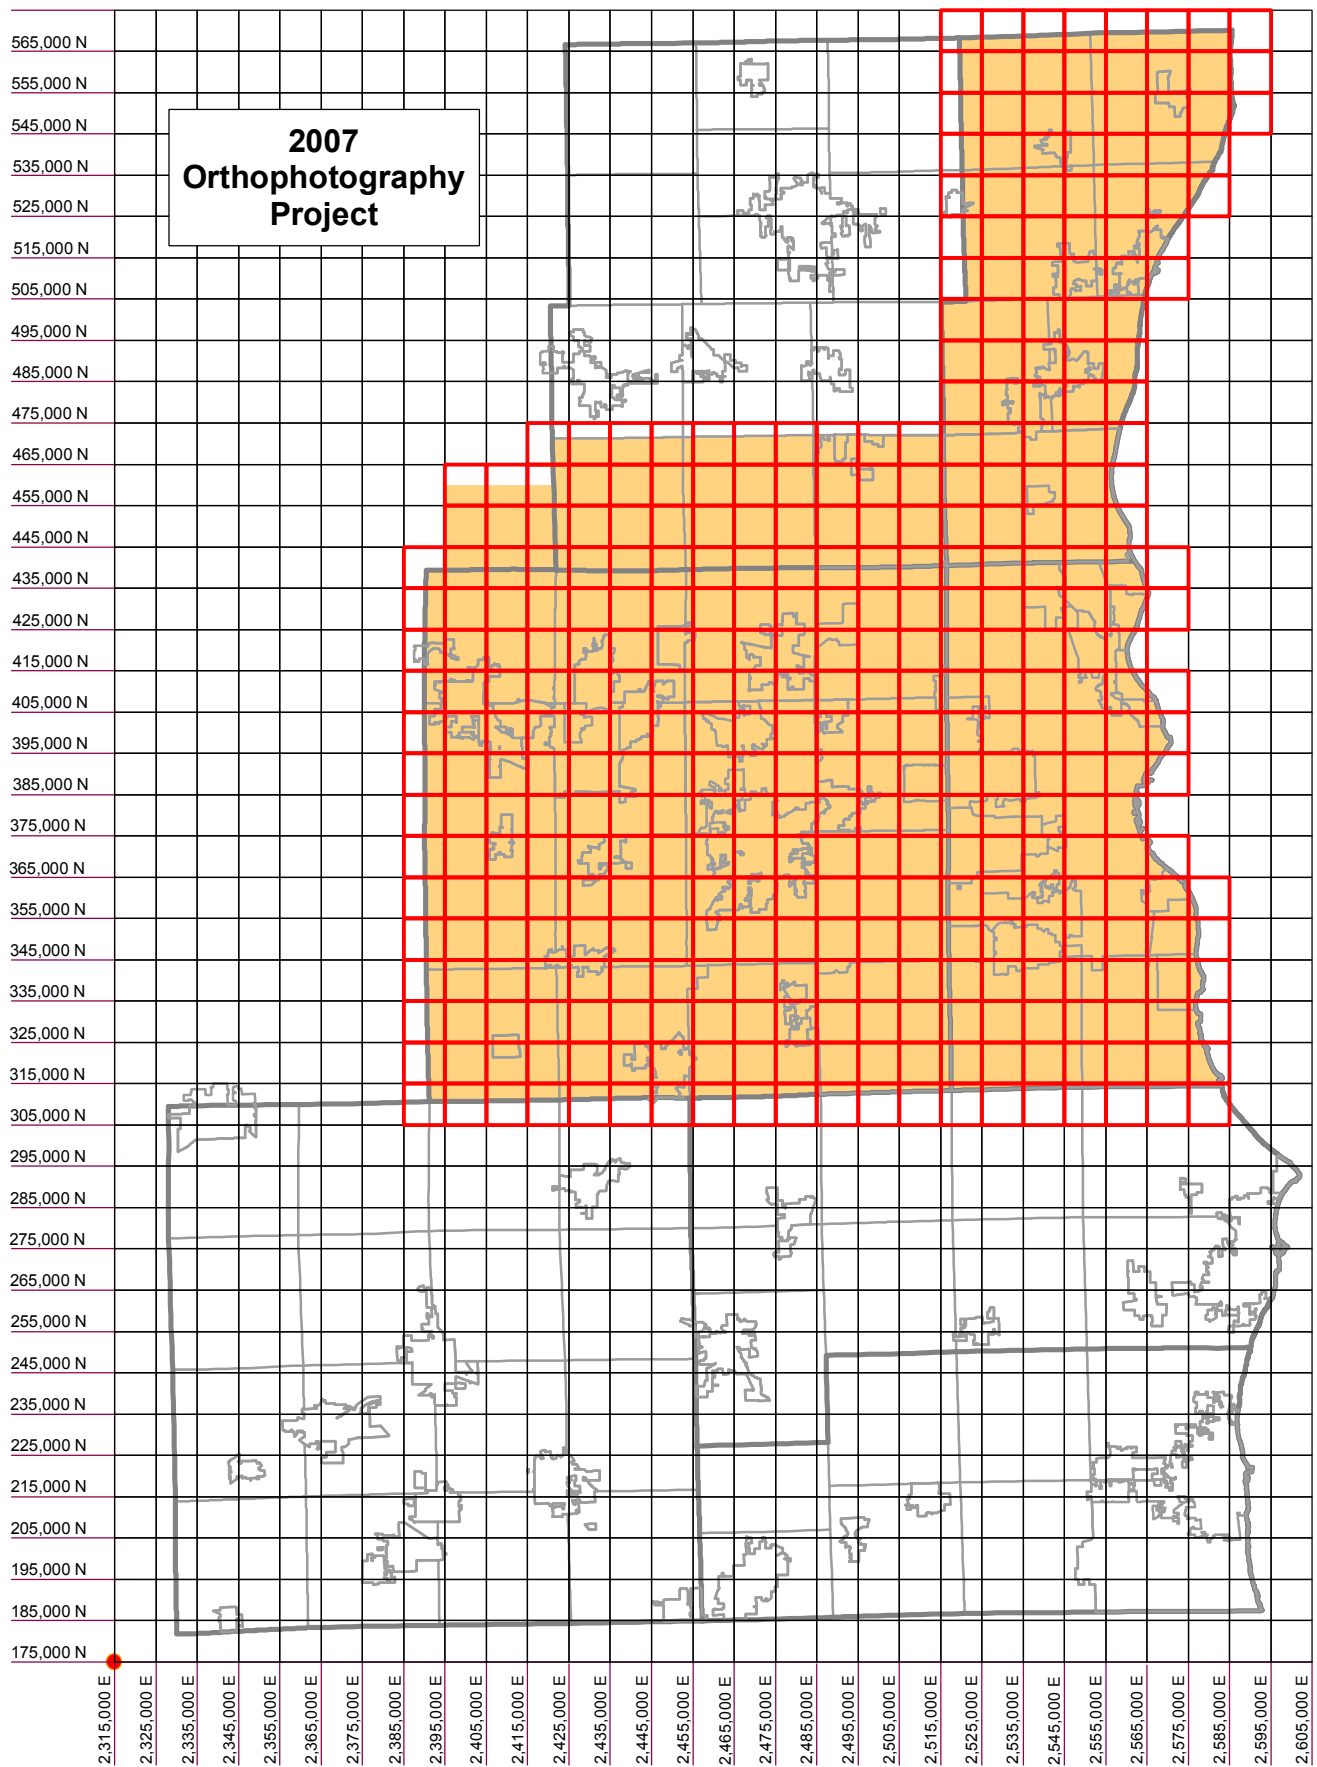 2007
Orthophotography
Project
565,000 N
555,000 N
545,000 N
535,000 N
525,000 N
515,000 N
505,000 N
495,000 N
485,000 N
475,000 N
465,000 N
455,000 N
445,000 N
435,000 N
425,000 N
415,000 N
405,000 N
395,000 N
385,000 N
375,000 N
365,000 N
355,000 N
345,000 N
335,000 N
325,000 N
315,000 N
305,000 N
295,000 N
285,000 N
275,000 N
265,000 N
255,000 N
245,000 N
235,000 N
225,000 N
215,000 N
205,000 N
195,000 N
185,000 N
175,000 N
2,315,000 E
2,325,000 E
2,335,000 E
2,345,000 E
2,355,000 E
2,365,000 E
2,375,000 E
2,385,000 E
2,395,000 E
2,405,000 E
2,415,000 E
2,425,000 E
2,435,000 E
2,445,000 E
2,455,000 E
2,465,000 E
2,475,000 E
2,485,000 E
2,495,000 E
2,505,000 E
2,515,000 E
2,525,000 E
2,535,000 E
2,545,000 E
2,555,000 E
2,565,000 E
2,575,000 E
2,585,000 E
2,595,000 E
2,605,000 E